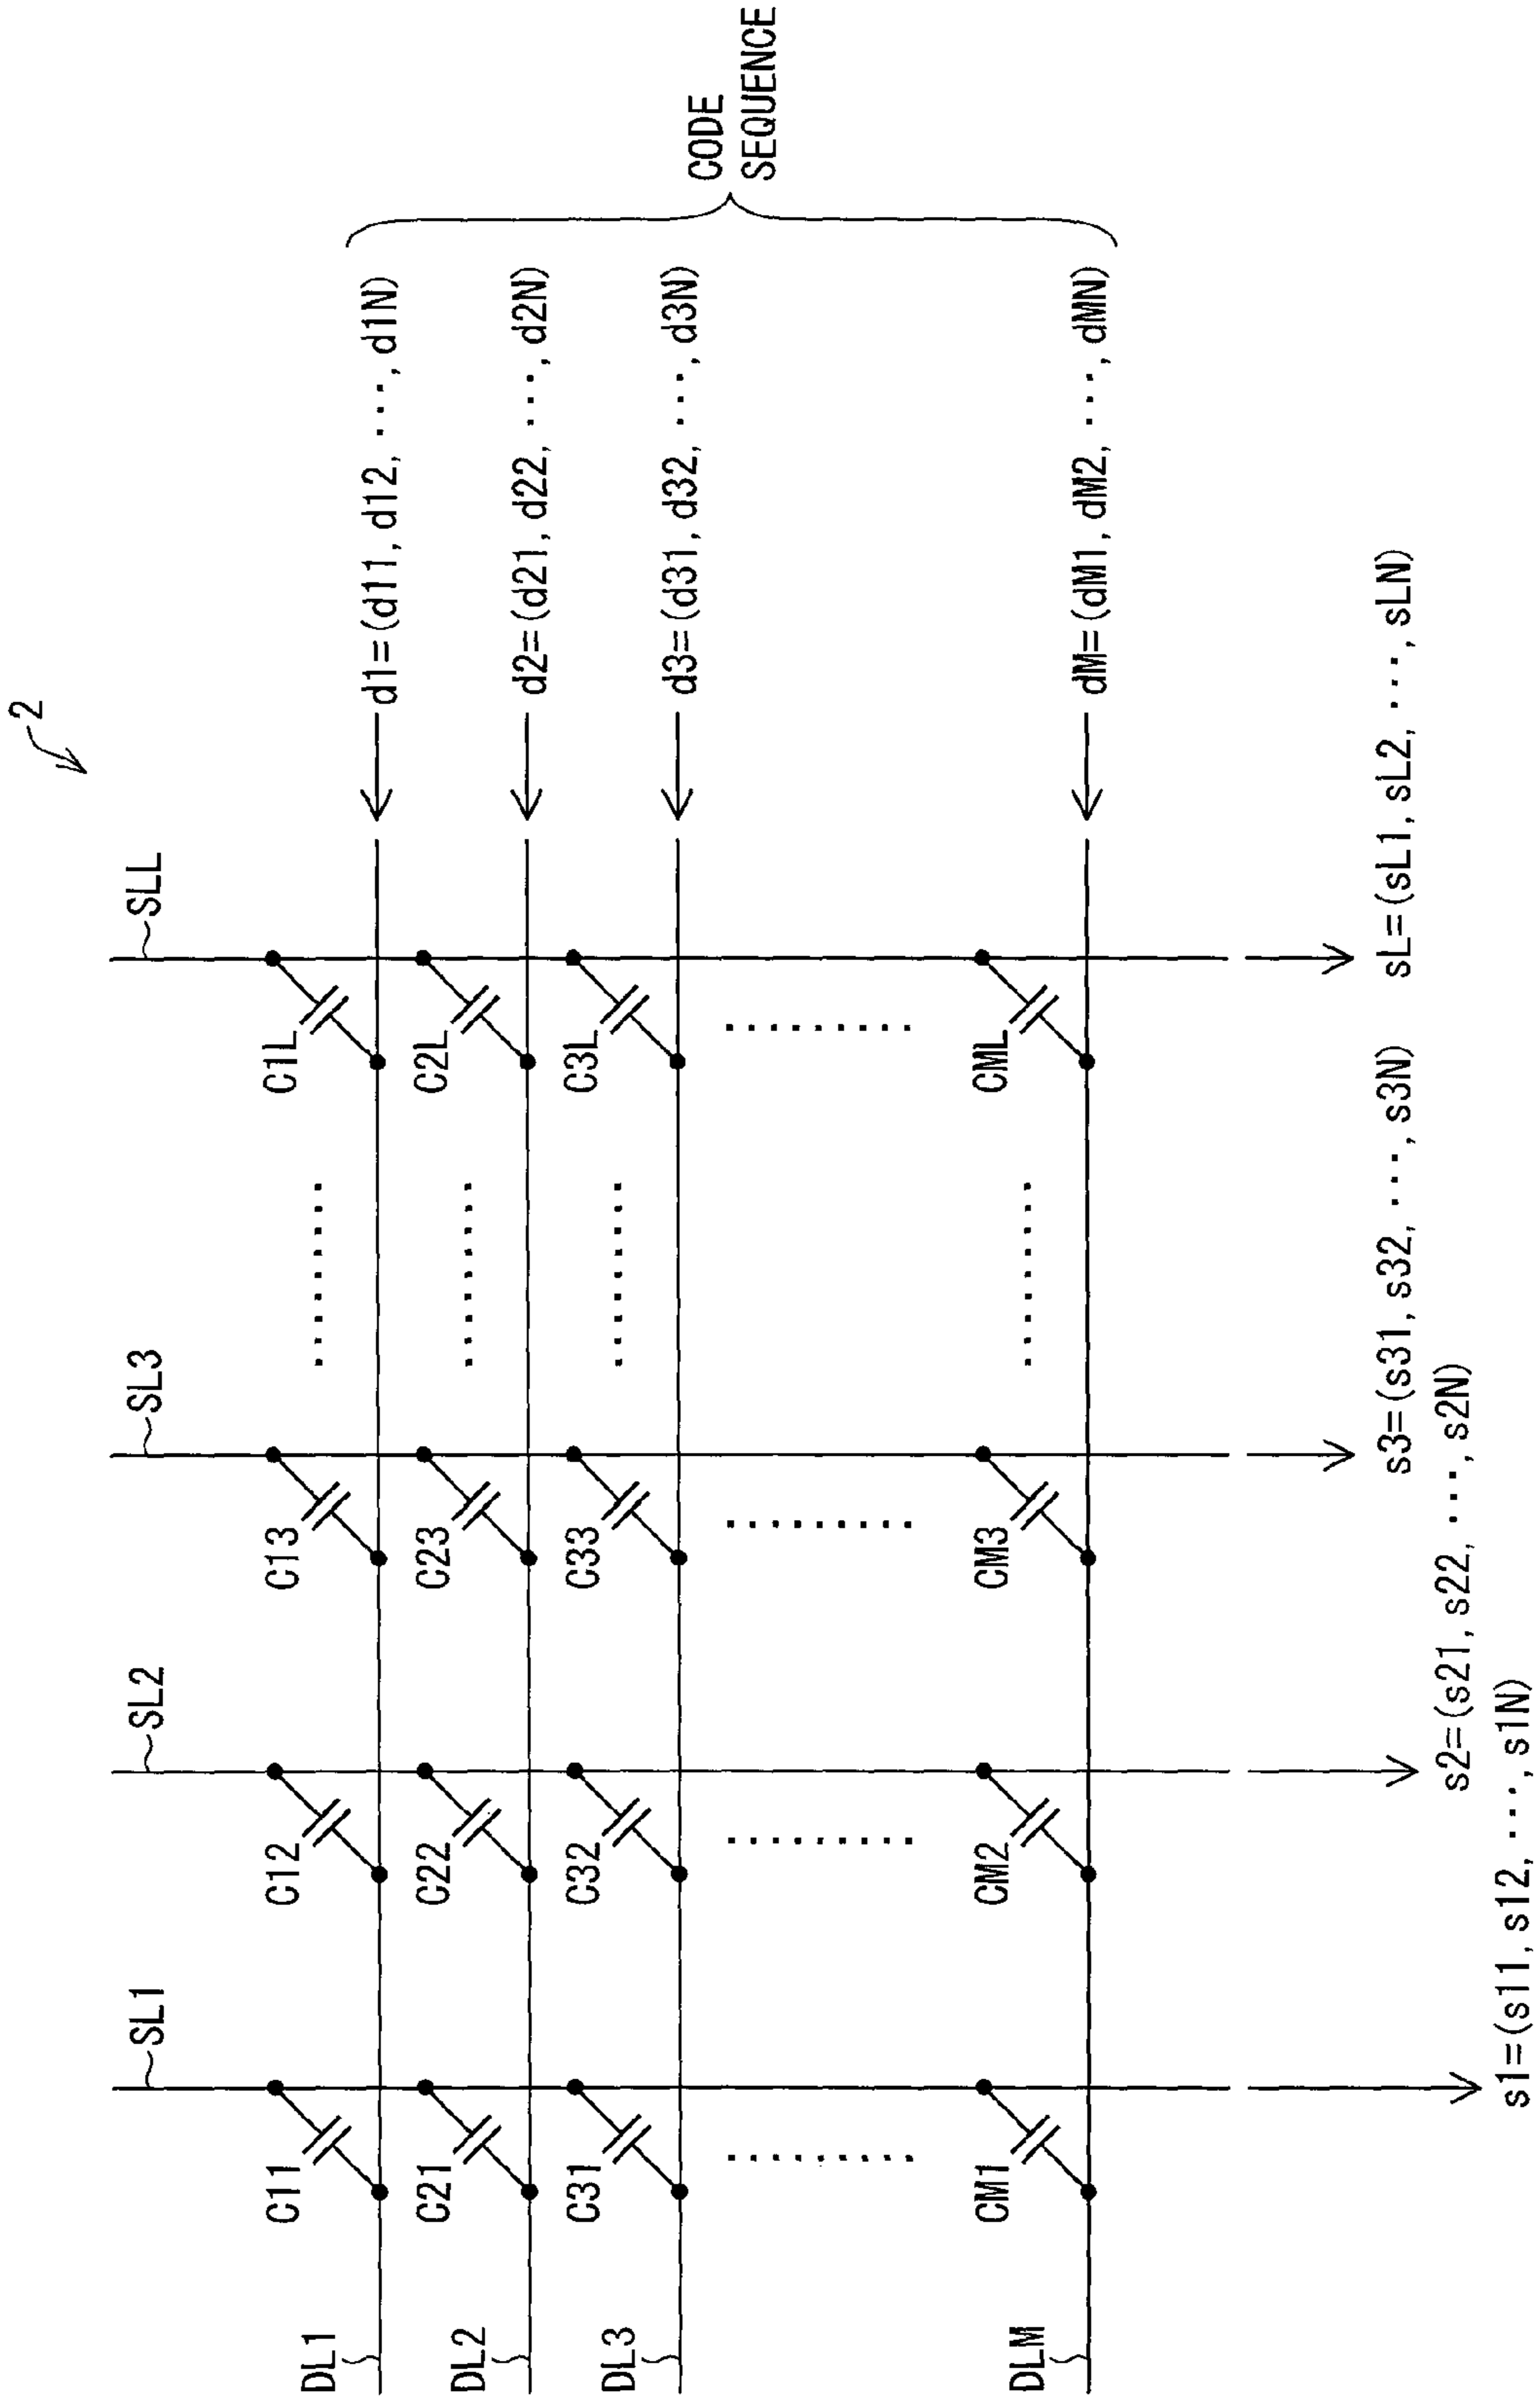 2
SL1
SL2
SL3
SLL
C11
C12
C13
C1L
DL1
d1=(d11, d12, ···, d1N)
C21
C22
C23
C2L
DL2
d2=(d21, d22, ···, d2N)
C31
C32
C33
C3L
DL3
d3=(d31, d32, ···, d3N)
CODE
SEQUENCE
CM1
CM2
CM3
CML
DLM
dM=(dM1, dM2, ···, dMN)
s3=(s31, s32, ···, s3N)
sL=(sL1, sL2, ···, sLN)
s2=(s21, s22, ···, s2N)
s1=(s11, s12, ···, s1N)